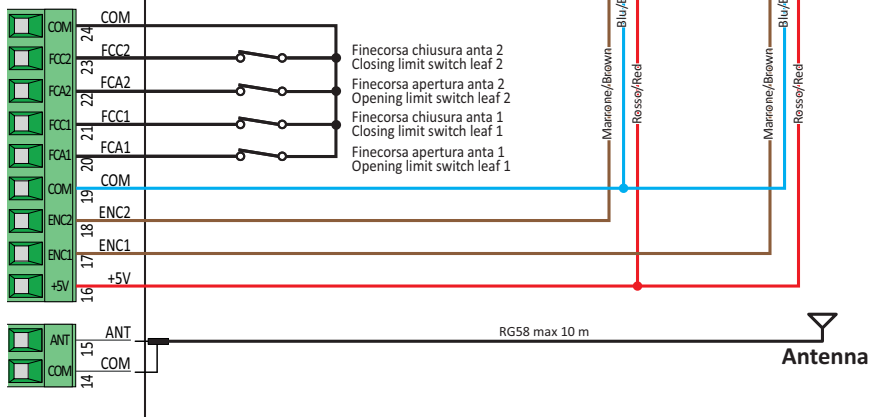 COM 24 COM
FCC2 23 FCC2
Finecorsa chiusura anta 2
Closing limit switch leaf 2
FCA2 22 FCA2
Finecorsa apertura anta 2
Opening limit switch leaf 2
FCC1 21 FCC1
Finecorsa chiusura anta 1
Closing limit switch leaf 1
FCA1 20 FCA1
Finecorsa apertura anta 1
Opening limit switch leaf 1
COM 19 COM
ENC2 18 ENC2
ENC1 17 ENC1
+5V 16 +5V
Marrone/Brown
Rosso/Red
Marrone/Brown
Rosso/Red
ANT 15 ANT
RG58 max 10 m
COM 14 COM
Antenna